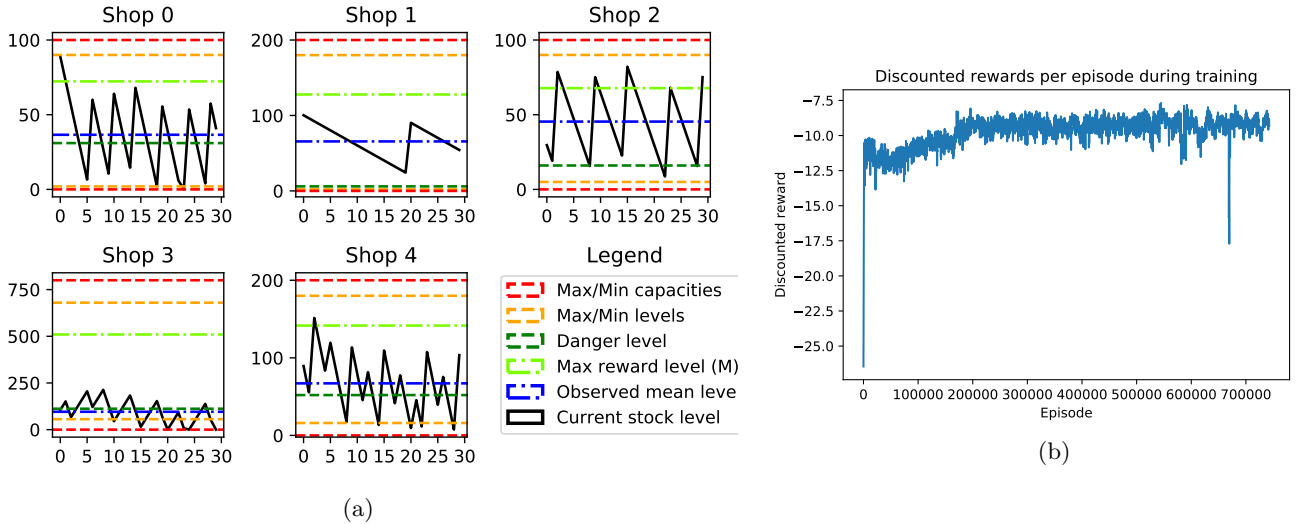 Shop 0
Shop 1
Shop 2
100
50
0
0 5 10 15 20 25 30
200
100
0
0 5 10 15 20 25 30
100
50
0
0 5 10 15 20 25 30
Shop 3
Shop 4
Legend
750
500
250
0
0 5 10 15 20 25 30
200
100
0
0 5 10 15 20 25 30
Max/Min capacities
Max/Min levels
Danger level
Max reward level (M)
Observed mean leve
Current stock level
(a)
Discounted rewards per episode during training
Discounted reward
−7.5
−10.0
−12.5
−15.0
−17.5
−20.0
−22.5
−25.0
0 100000 200000 300000 400000 500000 600000 700000
Episode
(b)